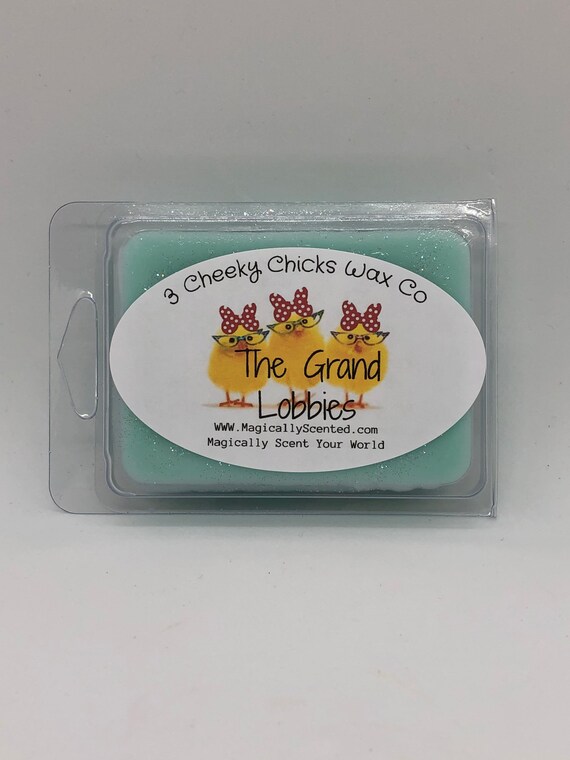 3 Cheeky Chicks Wax Co
The Grand
Lobbies
WWW.MagicallyScented.com
Magically Scent Your World